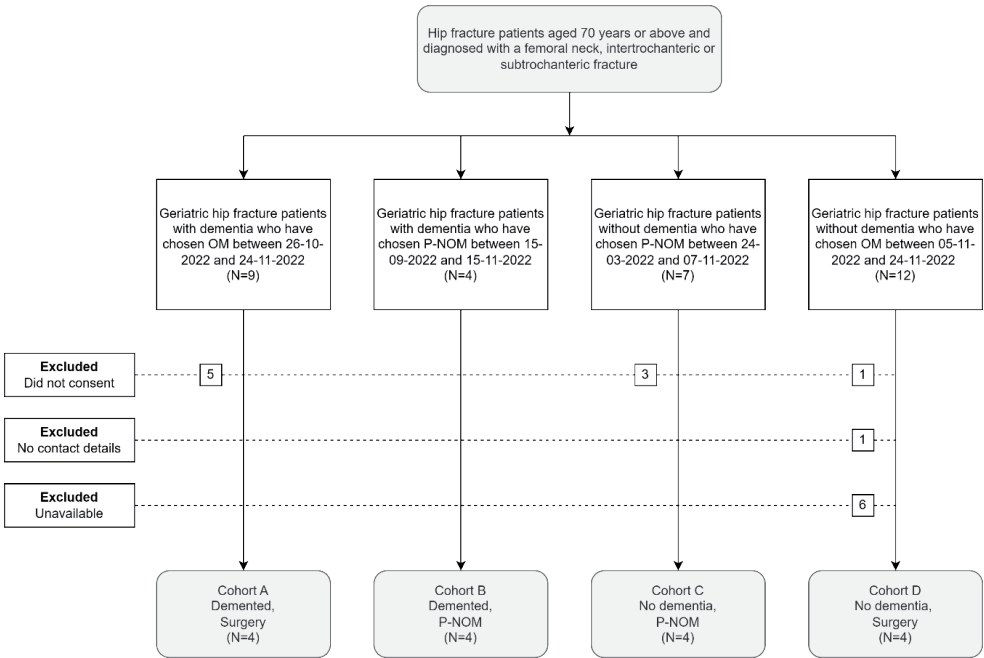 Hip fracture patients aged 70 years or above and
diagnosed with a femoral neck, intertrochanteric or
subtrochanteric fracture
Geriatric hip fracture patients
with dementia who have
chosen OM between 26-10-
2022 and 24-11-2022
(N=9)
Geriatric hip fracture patients
with dementia who have
chosen P-NOM between 15-
09-2022 and 15-11-2022
(N=4)
Geriatric hip fracture patients
without dementia who have
chosen P-NOM between 24-
03-2022 and 07-11-2022
(N=7)
Geriatric hip fracture patients
without dementia who have
chosen OM between 05-11-
2022 and 24-11-2022
(N=12)
Excluded
Did not consent
5
3
1
Excluded
No contact details
1
Excluded
Unavailable
6
Cohort A
Demented,
Surgery
(N=4)
Cohort B
Demented,
P-NOM
(N=4)
Cohort C
No dementia,
P-NOM
(N=4)
Cohort D
No dementia,
Surgery
(N=4)